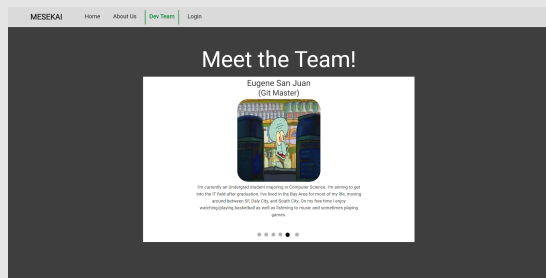 MESEKAI
Home
About Us
Dev Team
Login
Meet the Team!
Eugene San Juan
(Git Master)
I'm currently an Undergrad student majoring in Computer Science. I'm aiming to get
into the IT field after graduation. I've lived in the Bay Area for most of my life, moving
around between SF, Daly City, and South City. On my free time I enjoy
watching/playing basketball as well as listening to music and sometimes playing
games.